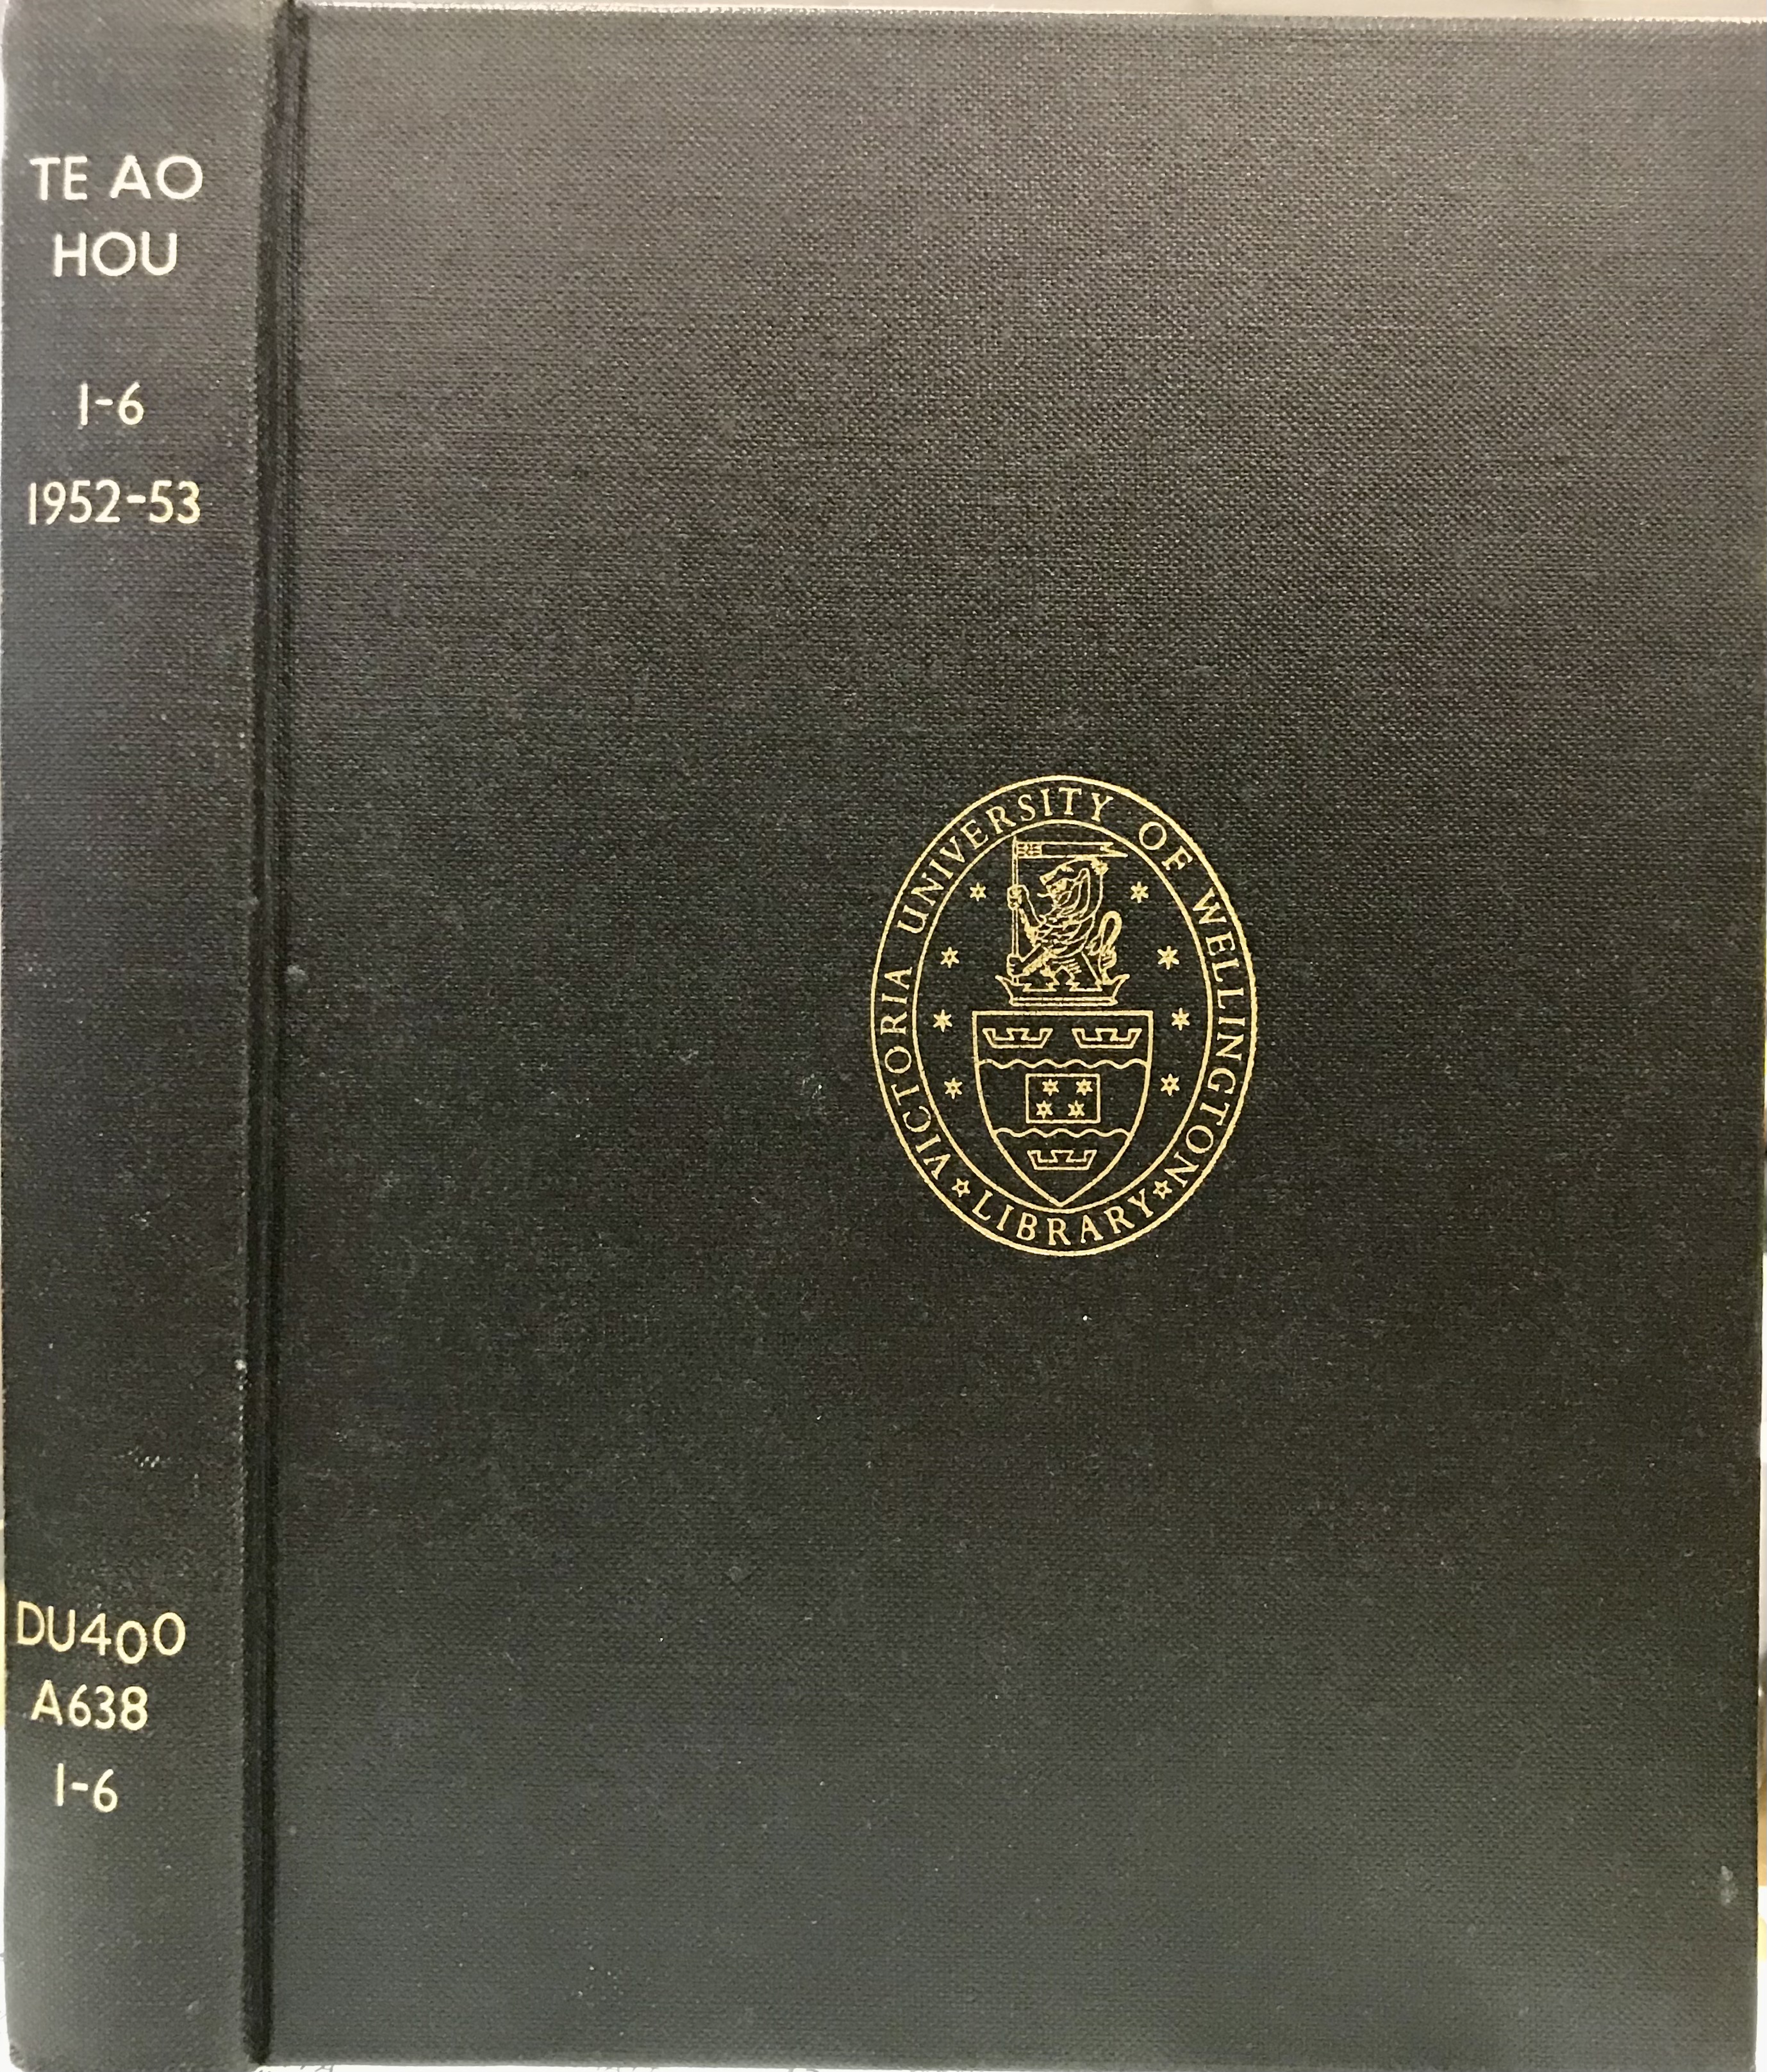 TE AO
HOU
1-6
1952-53
DU400
A638
1-6
VICTORIA UNIVERSITY OF WELLINGTON
LIBRARY